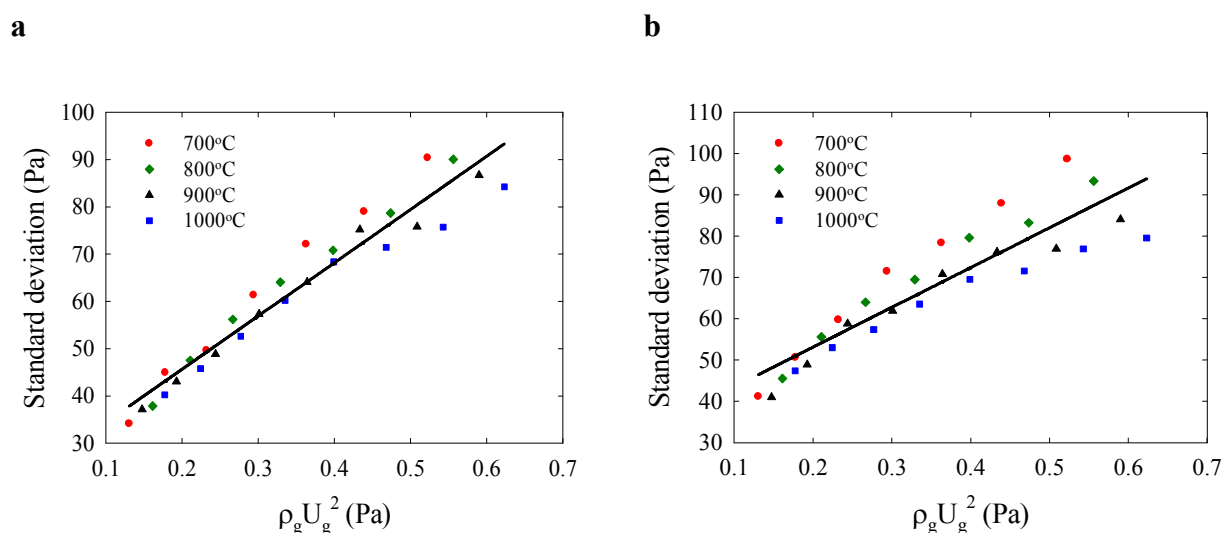 a
b
100
90
80
70
60
50
40
30
Standard deviation (Pa)
700°C
800°C
900°C
1000°C
0.1 0.2 0.3 0.4 0.5 0.6 0.7
ρgUg² (Pa)
110
100
90
80
70
60
50
40
30
Standard deviation (Pa)
700°C
800°C
900°C
1000°C
0.1 0.2 0.3 0.4 0.5 0.6 0.7
ρgUg² (Pa)